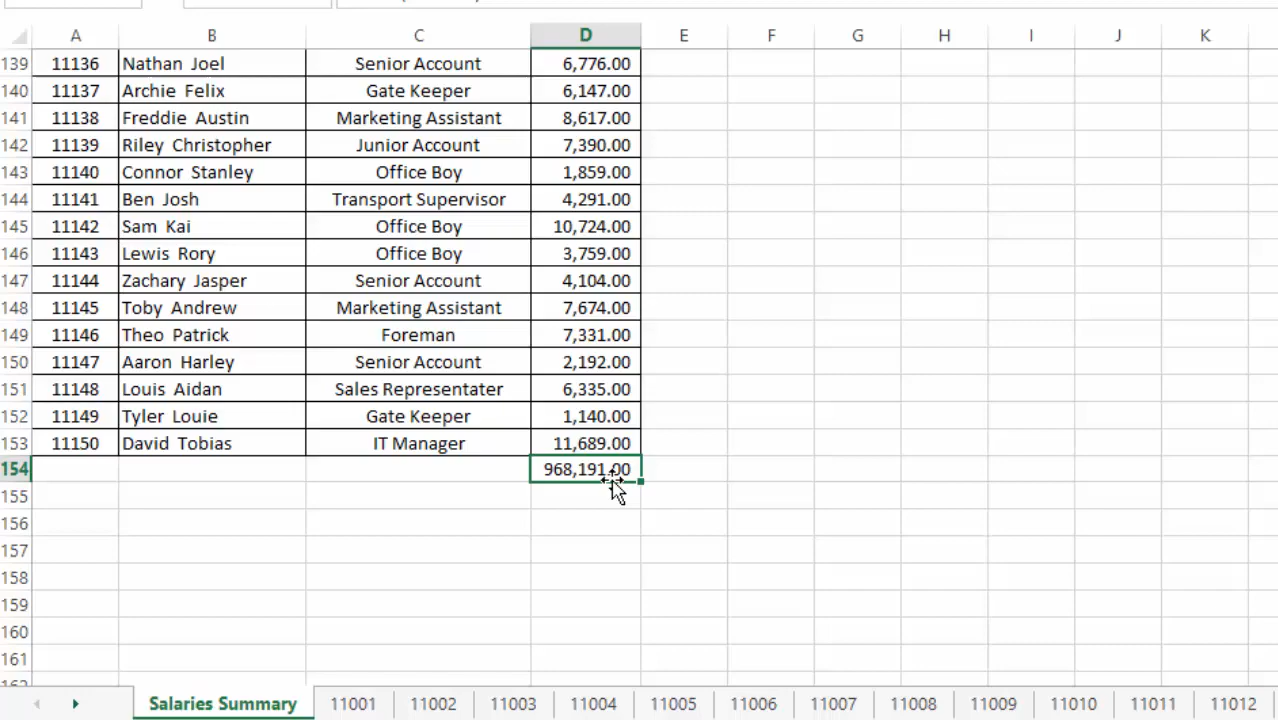 A B C D E F G H I J K
139 11136 Nathan Joel Senior Account 6,776.00
140 11137 Archie Felix Gate Keeper 6,147.00
141 11138 Freddie Austin Marketing Assistant 8,617.00
142 11139 Riley Christopher Junior Account 7,390.00
143 11140 Connor Stanley Office Boy 1,859.00
144 11141 Ben Josh Transport Supervisor 4,291.00
145 11142 Sam Kai Office Boy 10,724.00
146 11143 Lewis Rory Office Boy 3,759.00
147 11144 Zachary Jasper Senior Account 4,104.00
148 11145 Toby Andrew Marketing Assistant 7,674.00
149 11146 Theo Patrick Foreman 7,331.00
150 11147 Aaron Harley Senior Account 2,192.00
151 11148 Louis Aidan Sales Representater 6,335.00
152 11149 Tyler Louie Gate Keeper 1,140.00
153 11150 David Tobias IT Manager 11,689.00
154 968,191.00
155
156
157
158
159
160
161
Salaries Summary 11001 11002 11003 11004 11005 11006 11007 11008 11009 11010 11011 11012